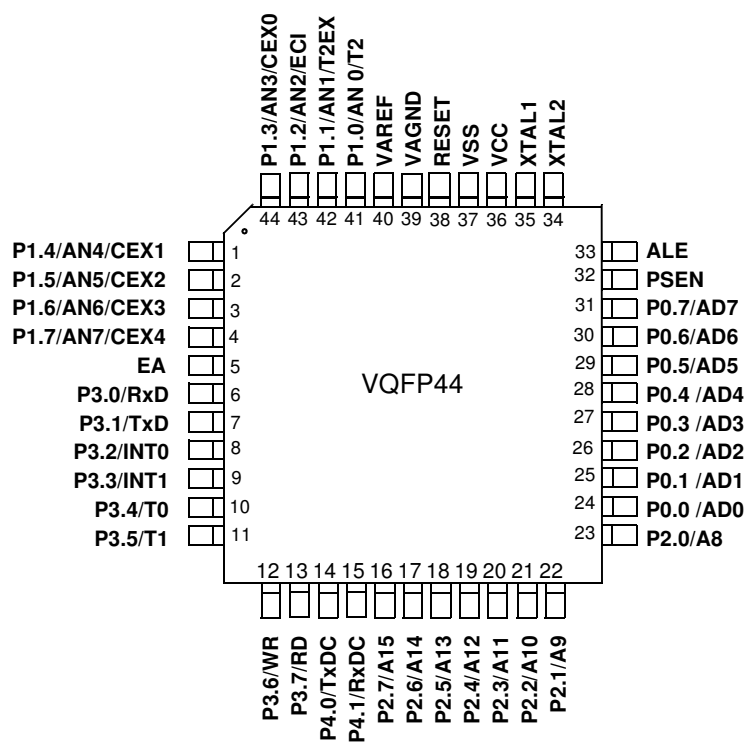 P1.3/AN3/CEX0
P1.2/AN2/ECI
P1.1/AN1/T2EX
P1.0/AN 0/T2
VAREF
VAGND
RESET
VSS
VCC
XTAL1
XTAL2
44 43 42 41 40 39 38 37 36 35 34
P1.4/AN4/CEX1 1
P1.5/AN5/CEX2 2
P1.6/AN6/CEX3 3
P1.7/AN7/CEX4 4
EA 5
P3.0/RxD 6
P3.1/TxD 7
P3.2/INT0 8
P3.3/INT1 9
P3.4/T0 10
P3.5/T1 11
VQFP44
33 ALE
32 PSEN
31 P0.7/AD7
30 P0.6/AD6
29 P0.5/AD5
28 P0.4 /AD4
27 P0.3 /AD3
26 P0.2 /AD2
25 P0.1 /AD1
24 P0.0 /AD0
23 P2.0/A8
12 13 14 15 16 17 18 19 20 21 22
P3.6/WR
P3.7/RD
P4.0/TxDC
P4.1/RxDC
P2.7/A15
P2.6/A14
P2.5/A13
P2.4/A12
P2.3/A11
P2.2/A10
P2.1/A9